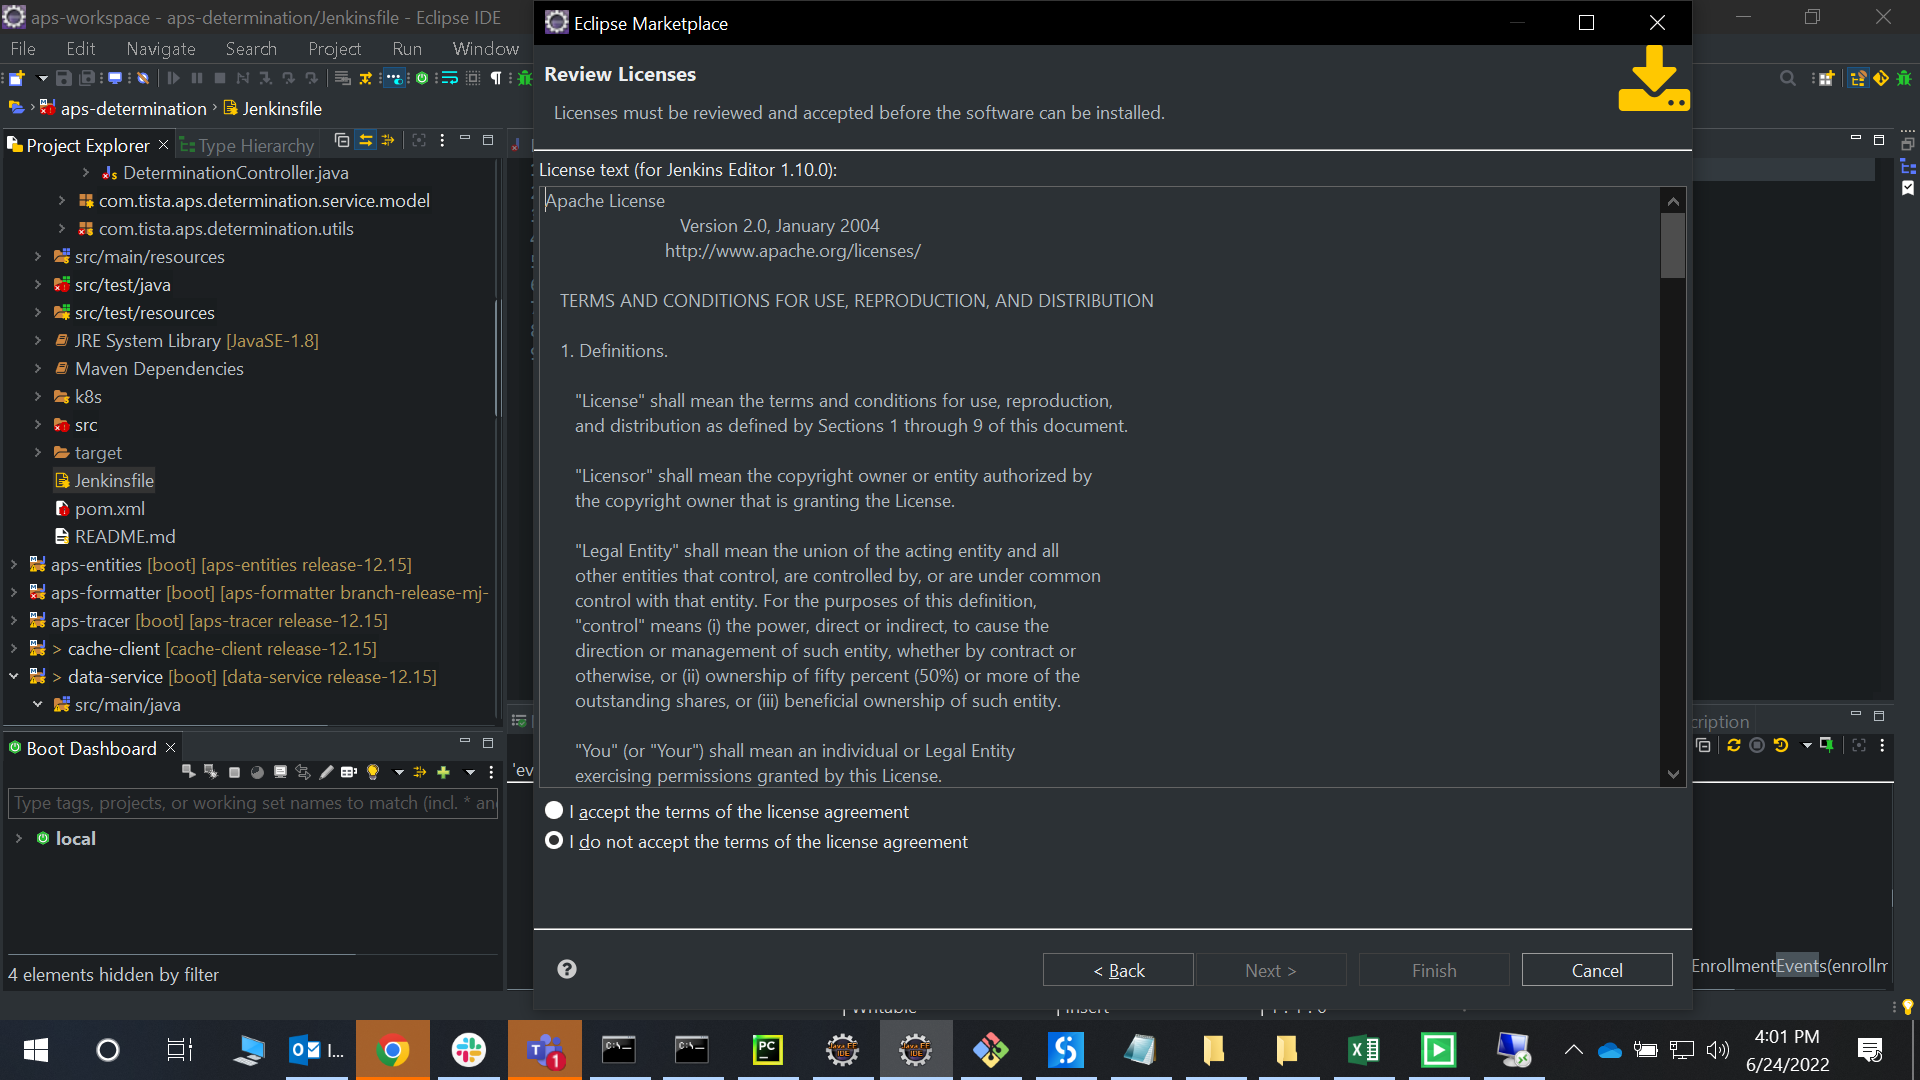 aps-workspace - aps-determination/Jenkinsfile - Eclipse IDE
File Edit Navigate Search Project Run Window
aps-determination
Jenkinsfile
Project Explorer
Type Hierarchy
DeterminationController.java
com.tista.aps.determination.service.model
com.tista.aps.determination.utils
src/main/resources
src/test/java
src/test/resources
JRE System Library [JavaSE-1.8]
Maven Dependencies
k8s
src
target
Jenkinsfile
pom.xml
README.md
aps-entities [boot] [aps-entities release-12.15]
aps-formatter [boot] [aps-formatter branch-release-mj-
aps-tracer [boot] [aps-tracer release-12.15]
> cache-client [cache-client release-12.15]
> data-service [boot] [data-service release-12.15]
src/main/java
Boot Dashboard
Type tags, projects, or working set names to match (incl. * an
local
4 elements hidden by filter
Eclipse Marketplace
Review Licenses
Licenses must be reviewed and accepted before the software can be installed.
License text (for Jenkins Editor 1.10.0):
Apache License
Version 2.0, January 2004
http://www.apache.org/licenses/
TERMS AND CONDITIONS FOR USE, REPRODUCTION, AND DISTRIBUTION
1. Definitions.
"License" shall mean the terms and conditions for use, reproduction,
and distribution as defined by Sections 1 through 9 of this document.
"Licensor" shall mean the copyright owner or entity authorized by
the copyright owner that is granting the License.
"Legal Entity" shall mean the union of the acting entity and all
other entities that control, are controlled by, or are under common
control with that entity. For the purposes of this definition,
"control" means (i) the power, direct or indirect, to cause the
direction or management of such entity, whether by contract or
otherwise, or (ii) ownership of fifty percent (50%) or more of the
outstanding shares, or (iii) beneficial ownership of such entity.
"You" (or "Your") shall mean an individual or Legal Entity
exercising permissions granted by this License.
I accept the terms of the license agreement
I do not accept the terms of the license agreement
< Back
Next >
Finish
Cancel
'ev
cription
EnrollmentEvents(enrollm
I...
1
PC
4:01 PM
6/24/2022